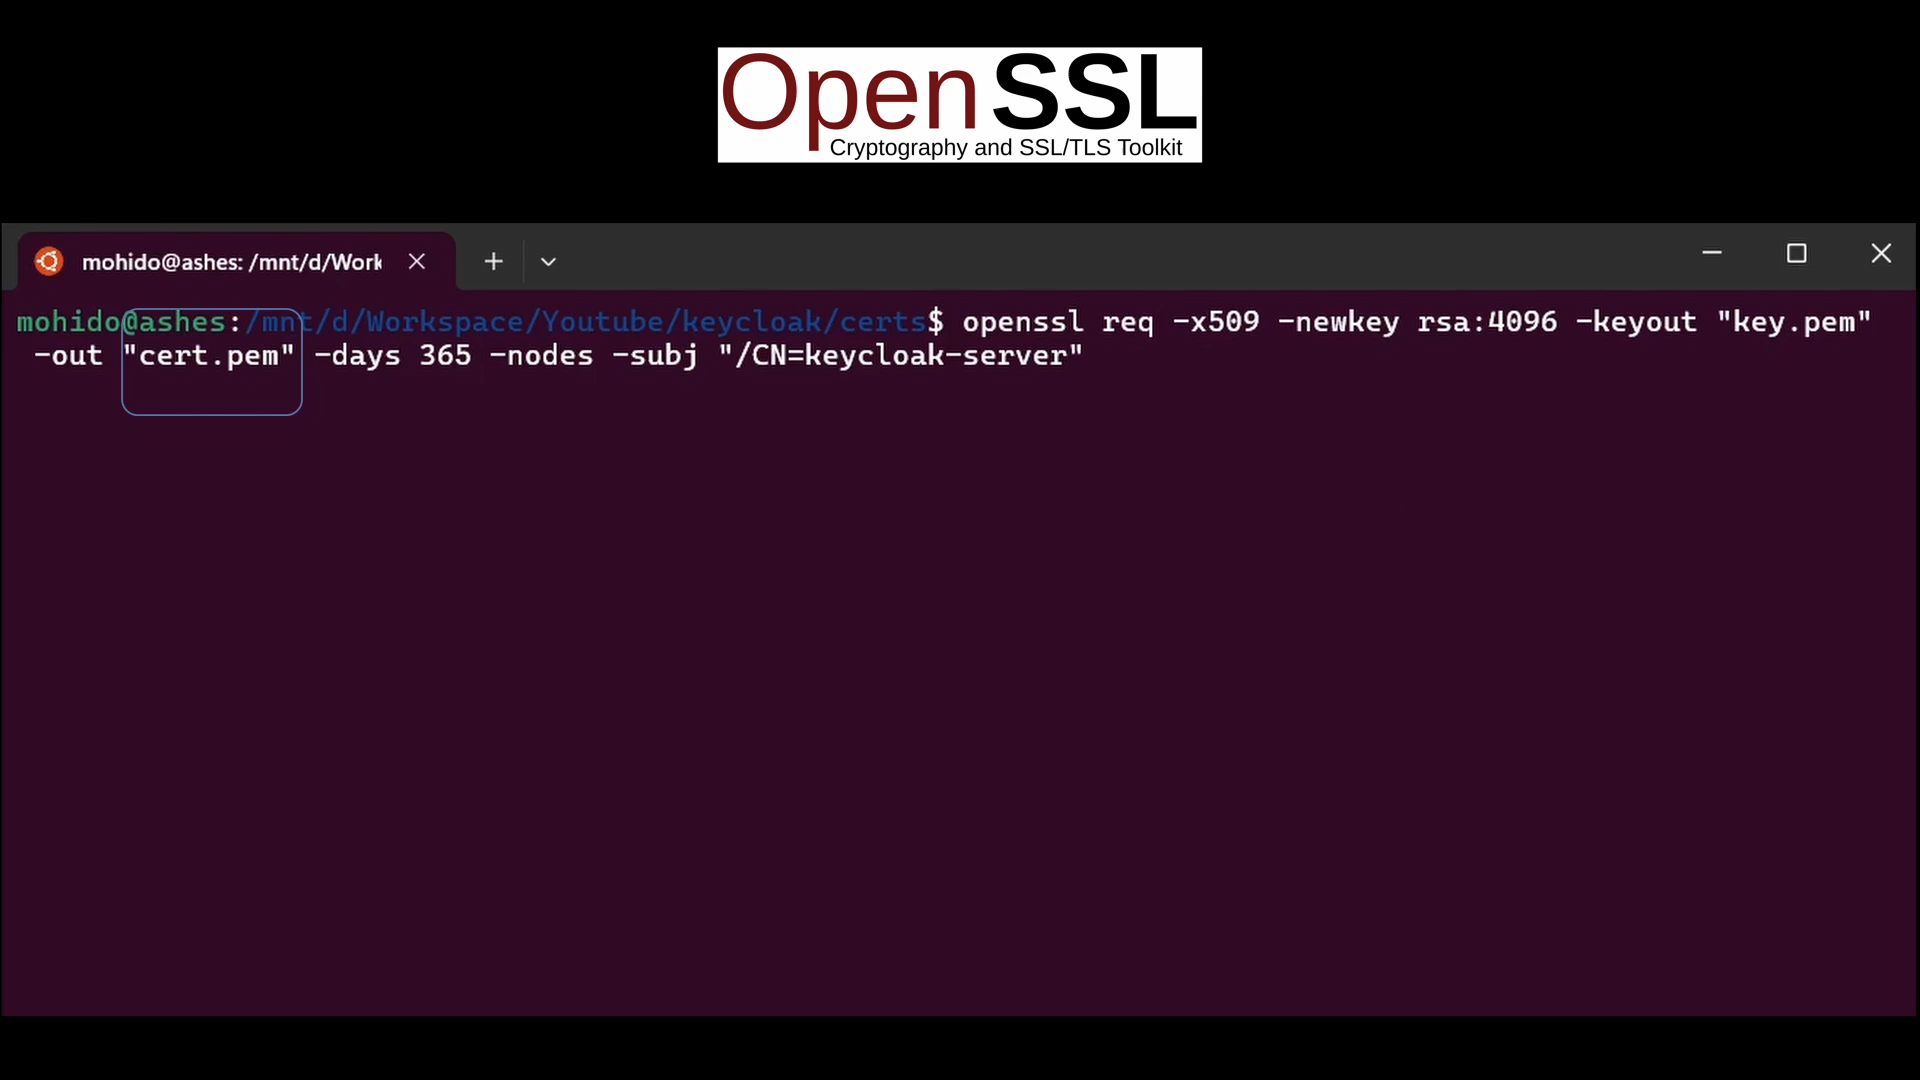 OpenSSL
Cryptography and SSL/TLS Toolkit
mohido@ashes: /mnt/d/Work
mohido@ashes:/mnt/d/Workspace/Youtube/keycloak/certs$ openssl req -x509 -newkey rsa:4096 -keyout "key.pem"
-out "cert.pem" -days 365 -nodes -subj "/CN=keycloak-server"